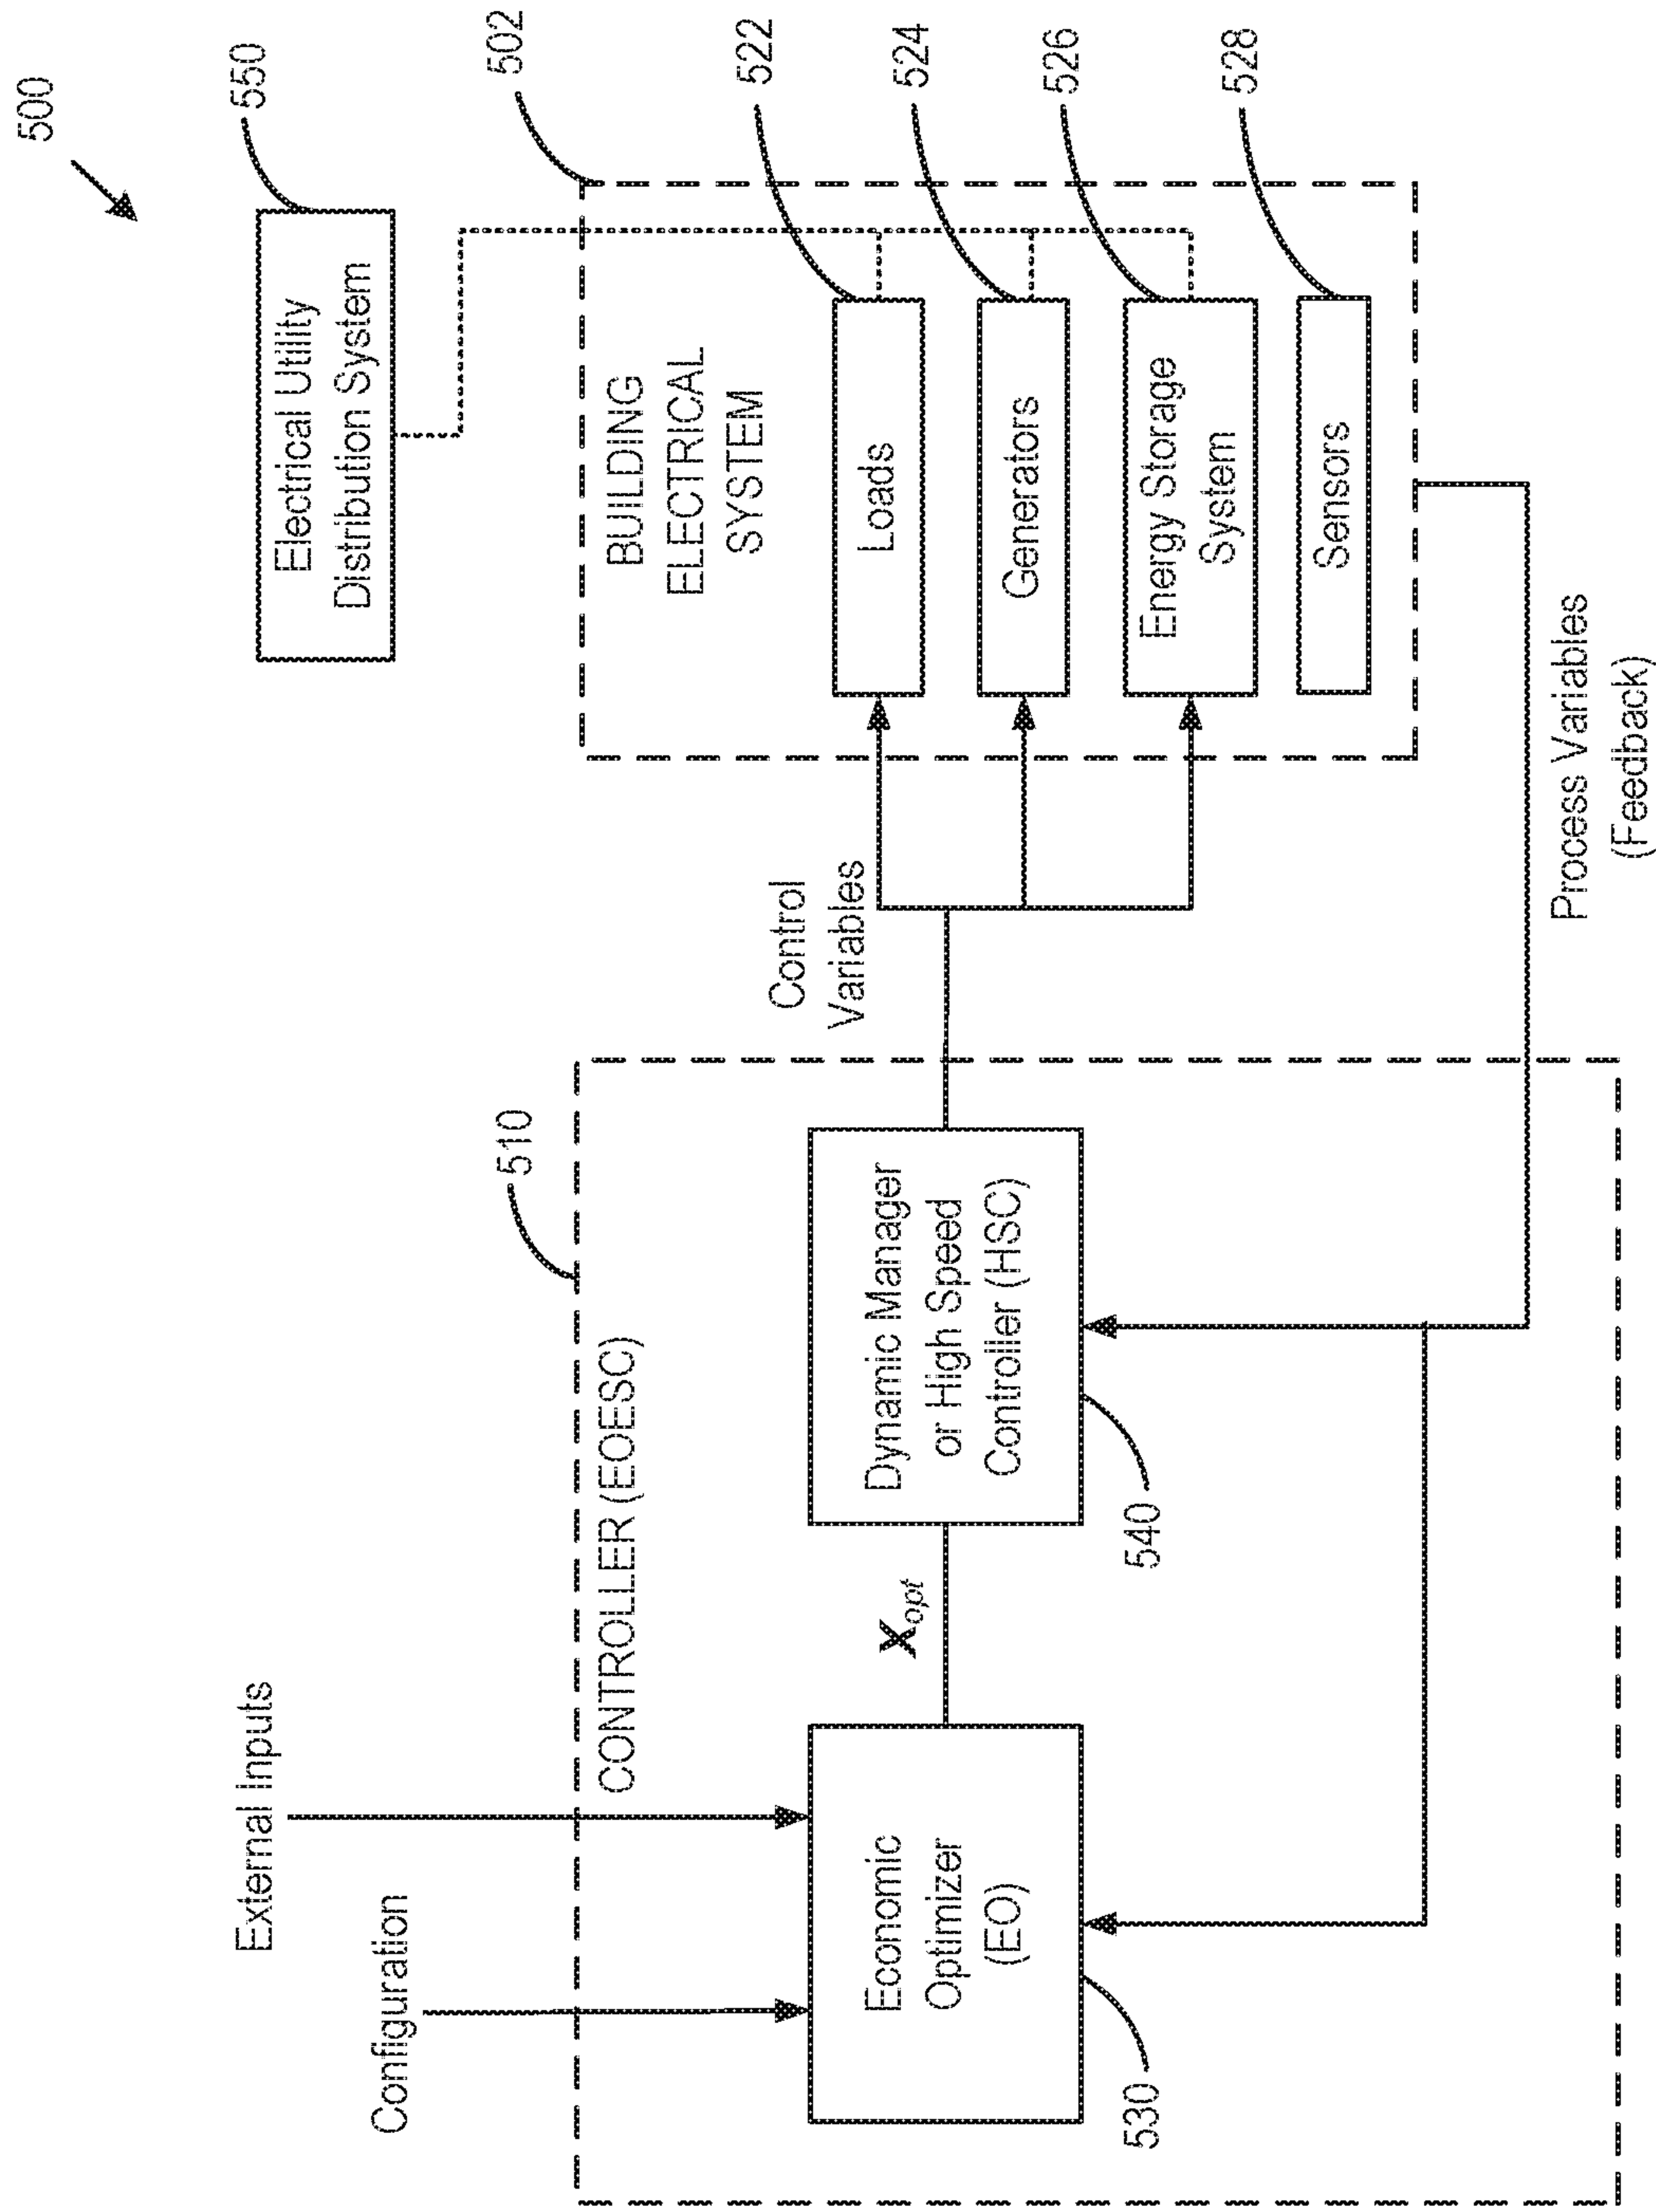 500
External Inputs
Configuration
Electrical Utility
Distribution System
550
510
502
CONTROLLER (EOESC)
BUILDING
ELECTRICAL
SYSTEM
Economic
Optimizer
(EO)
530
Xopt
Dynamic Manager
or High Speed
Controller (HSC)
540
Control
Variables
Loads
522
Generators
524
Energy Storage
System
526
Sensors
528
Process Variables
(Feedback)